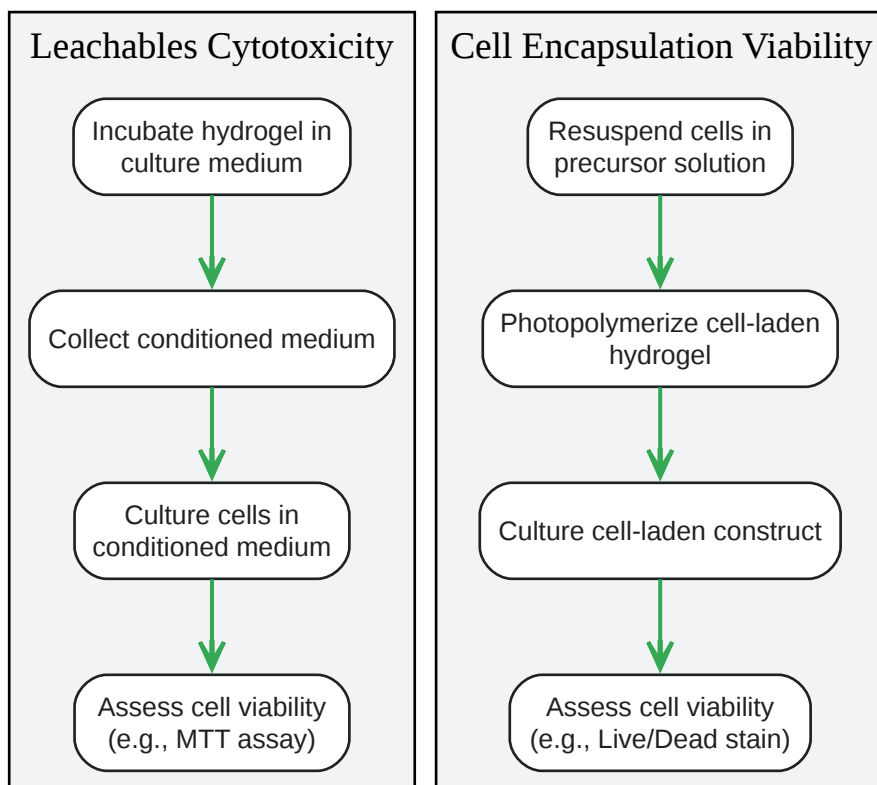 Leachables Cytotoxicity
Incubate hydrogel in
culture medium
Collect conditioned medium
Culture cells in
conditioned medium
Assess cell viability
(e.g., MTT assay)
Cell Encapsulation Viability
Resuspend cells in
precursor solution
Photopolymerize cell-laden
hydrogel
Culture cell-laden construct
Assess cell viability
(e.g., Live/Dead stain)